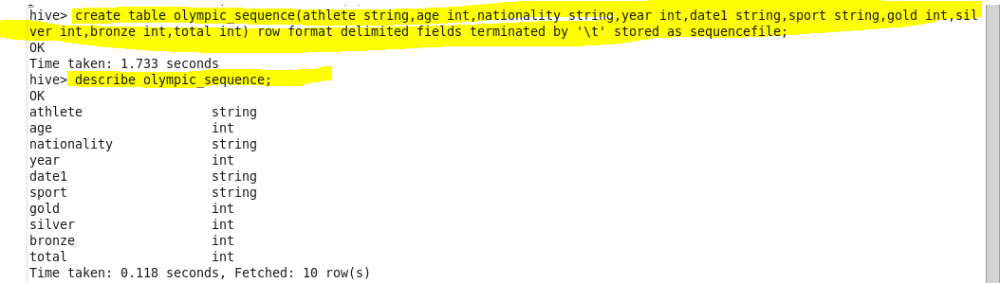 hive> create table olympic_sequence(athlete string,age int,nationality string,year int,date1 string,sport string,gold int,sil
ver int,bronze int,total int) row format delimited fields terminated by '\t' stored as sequencefile;
OK
Time taken: 1.733 seconds
hive> describe olympic_sequence;
OK
athlete string
age int
nationality string
year int
date1 string
sport string
gold int
silver int
bronze int
total int
Time taken: 0.118 seconds, Fetched: 10 row(s)